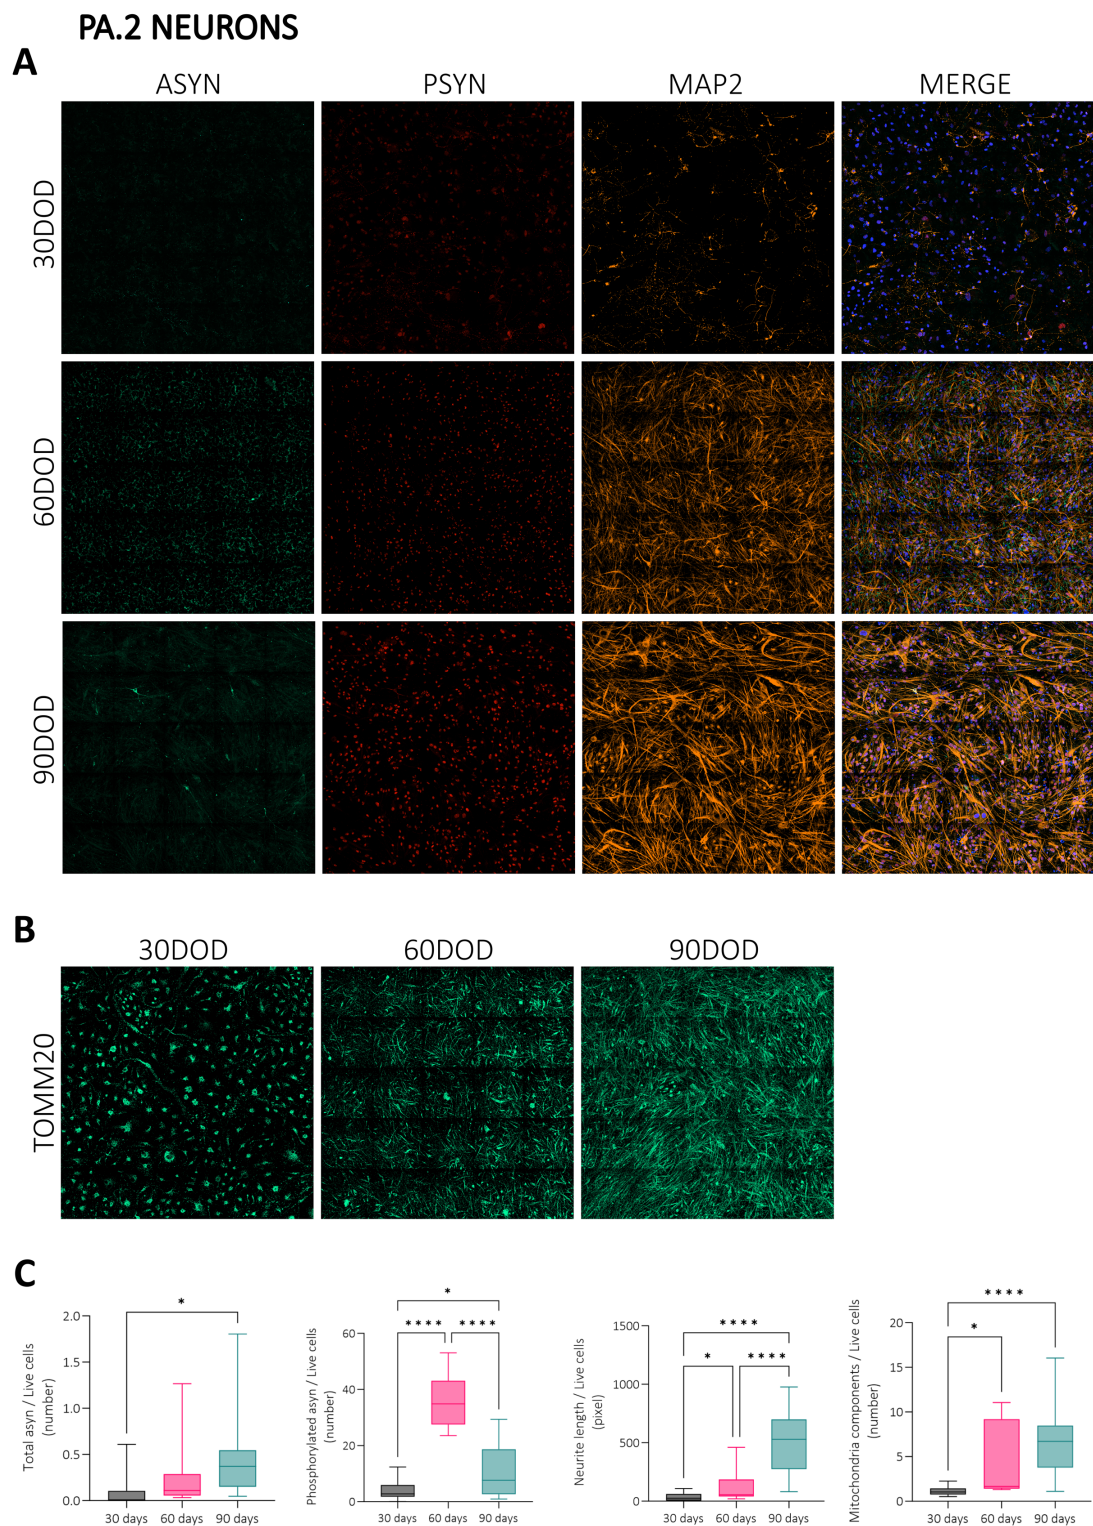 PA.2 NEURONS
A
ASYN PSYN MAP2 MERGE
30DOD
60DOD
90DOD
B
30DOD 60DOD 90DOD
TOMM20
C
Total asyn / Live cells
(number)
2.0
1.5
1.0
0.5
0.0
*
30 days 60 days 90 days
Phosphorylated asyn / Live cells
(number)
60
40
20
0
*
**** ****
30 days 60 days 90 days
Neurite length / Live cells
(pixel)
1500
1000
500
0
****
* ****
30 days 60 days 90 days
Mitochondria components / Live cells
(number)
20
15
10
5
0
****
*
30 days 60 days 90 days